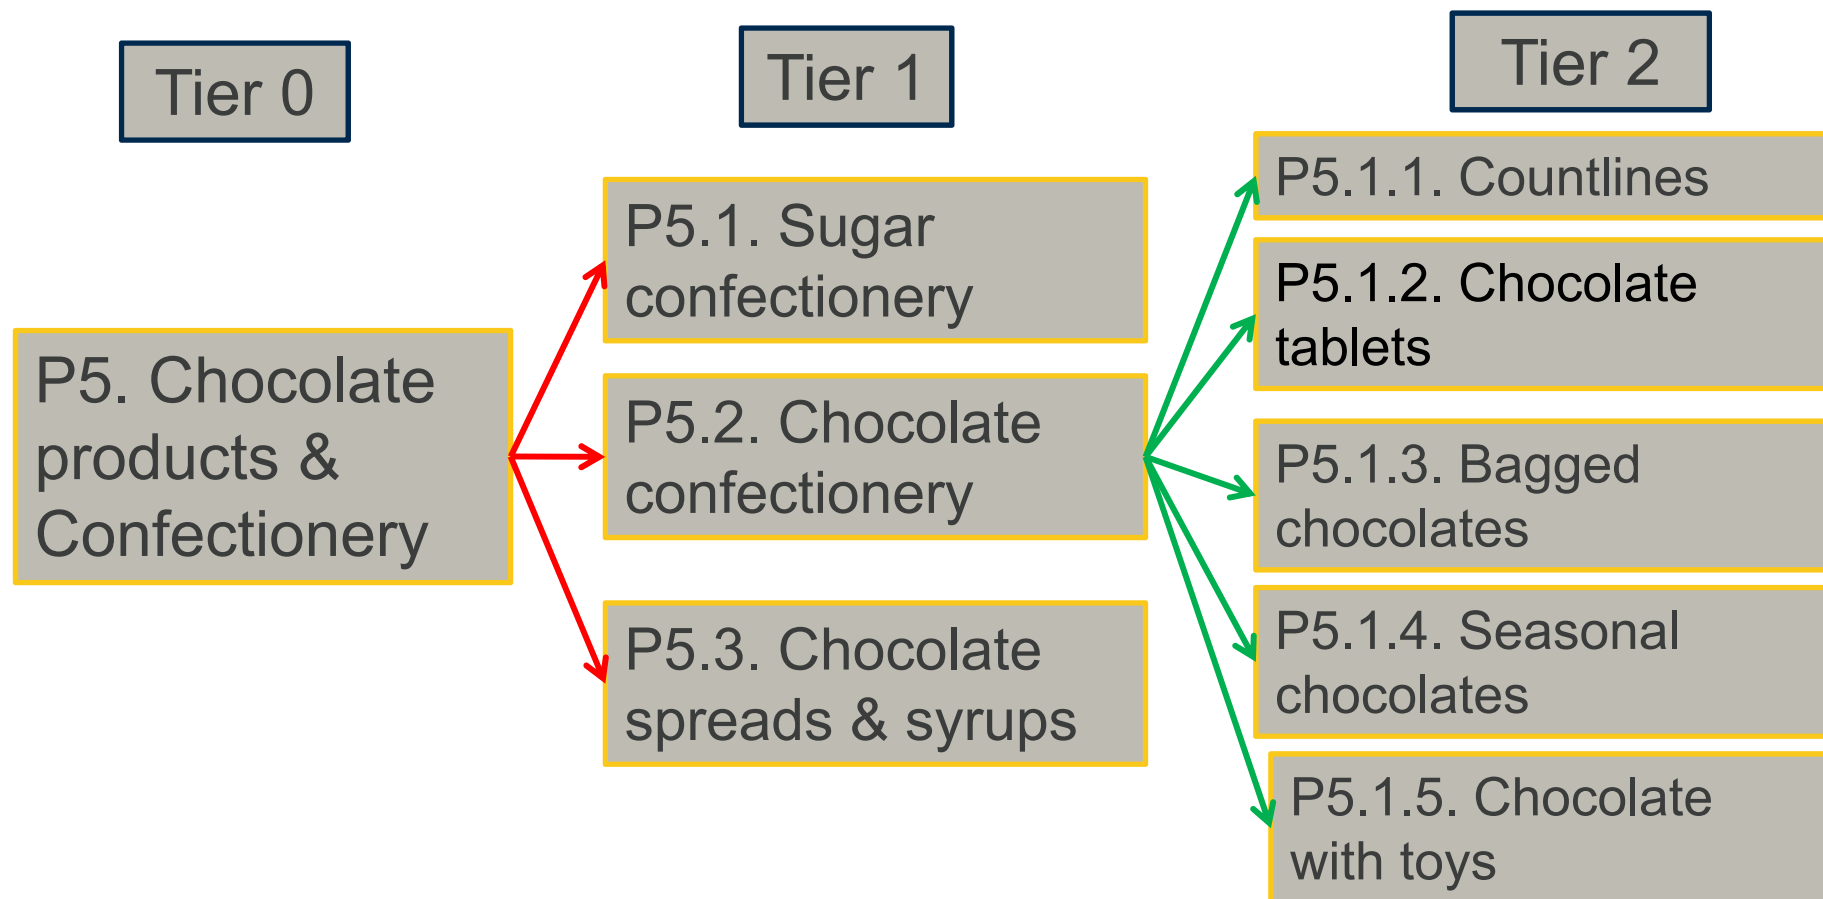 Tier 0
Tier 1
Tier 2
P5. Chocolate
products &
Confectionery
P5.1. Sugar
confectionery
P5.2. Chocolate
confectionery
P5.3. Chocolate
spreads & syrups
P5.1.1. Countlines
P5.1.2. Chocolate
tablets
P5.1.3. Bagged
chocolates
P5.1.4. Seasonal
chocolates
P5.1.5. Chocolate
with toys